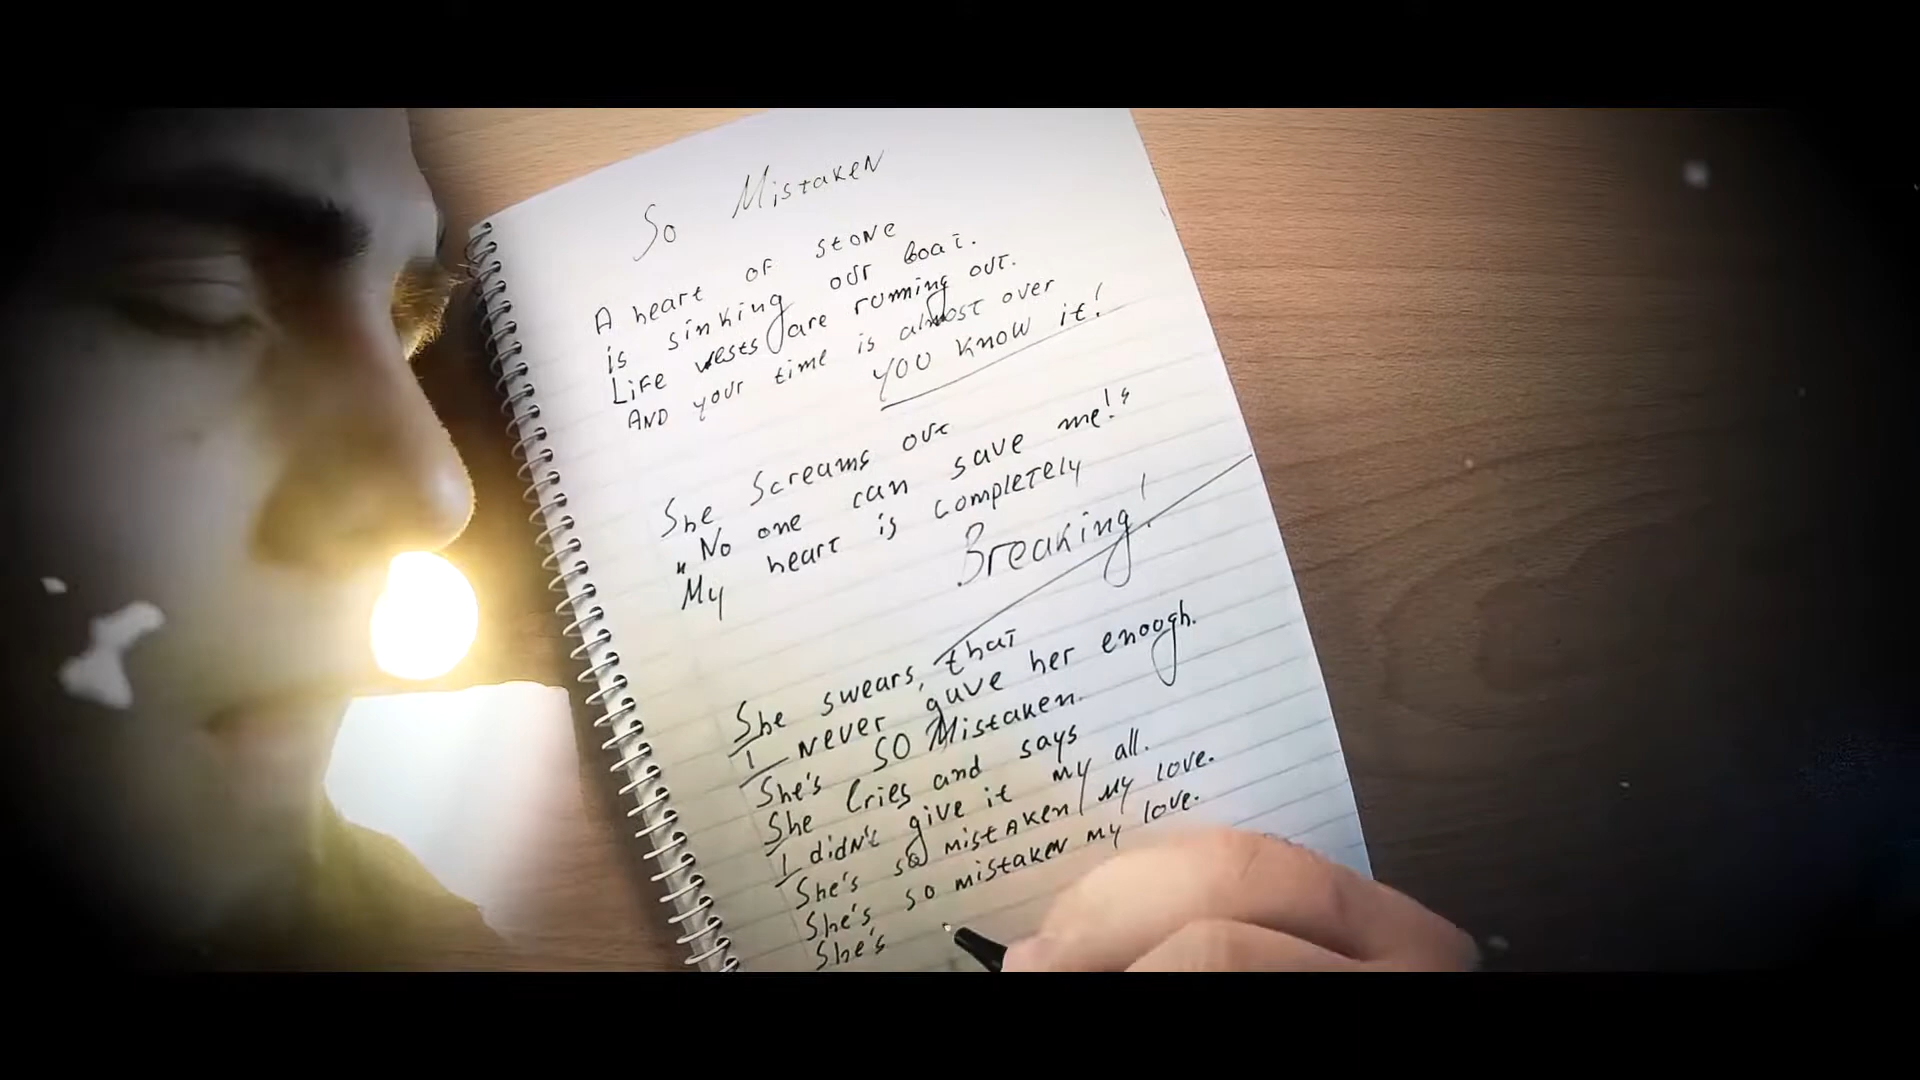 So Mistaken
A heart of stone
is sinking our boat.
Life vests are running out.
AND your time is almost over
YOU KNOW it!
She Screams out
„No one can save me!“
My heart is completely
Breaking!
She swears, that
I never gave her enough.
She's SO Mistaken.
She Cries and says
I didn't give it my all.
She's so mistaken my love.
She's so mistaken my love.
She's